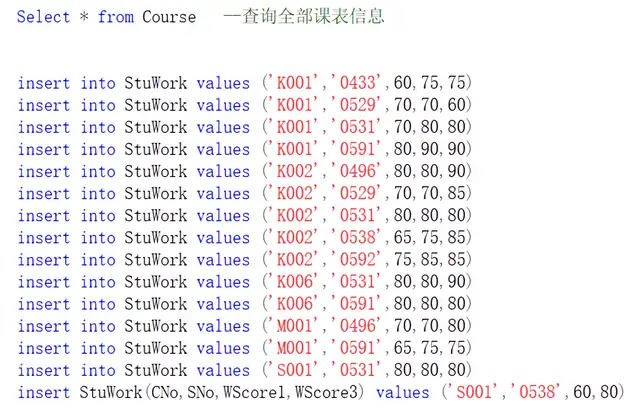 Select * from Course --查询全部课表信息
insert into StuWork values ('K001','0433',60,75,75)
insert into StuWork values ('K001','0529',70,70,60)
insert into StuWork values ('K001','0531',70,80,80)
insert into StuWork values ('K001','0591',80,90,90)
insert into StuWork values ('K002','0496',80,80,90)
insert into StuWork values ('K002','0529',70,70,85)
insert into StuWork values ('K002','0531',80,80,80)
insert into StuWork values ('K002','0538',65,75,85)
insert into StuWork values ('K002','0592',75,85,85)
insert into StuWork values ('K006','0531',80,80,90)
insert into StuWork values ('K006','0591',80,80,80)
insert into StuWork values ('M001','0496',70,70,80)
insert into StuWork values ('M001','0591',65,75,75)
insert into StuWork values ('S001','0531',80,80,80)
insert StuWork(CNo,SNo,WScore1,WScore3) values ('S001','0538',60,80)